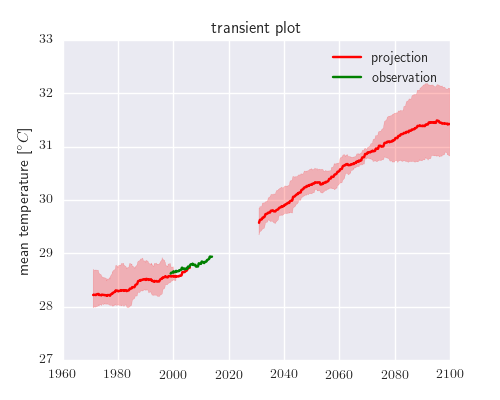 transient plot
33
32
31
30
29
28
27
mean temperature [°C]
projection
observation
1960 1980 2000 2020 2040 2060 2080 2100